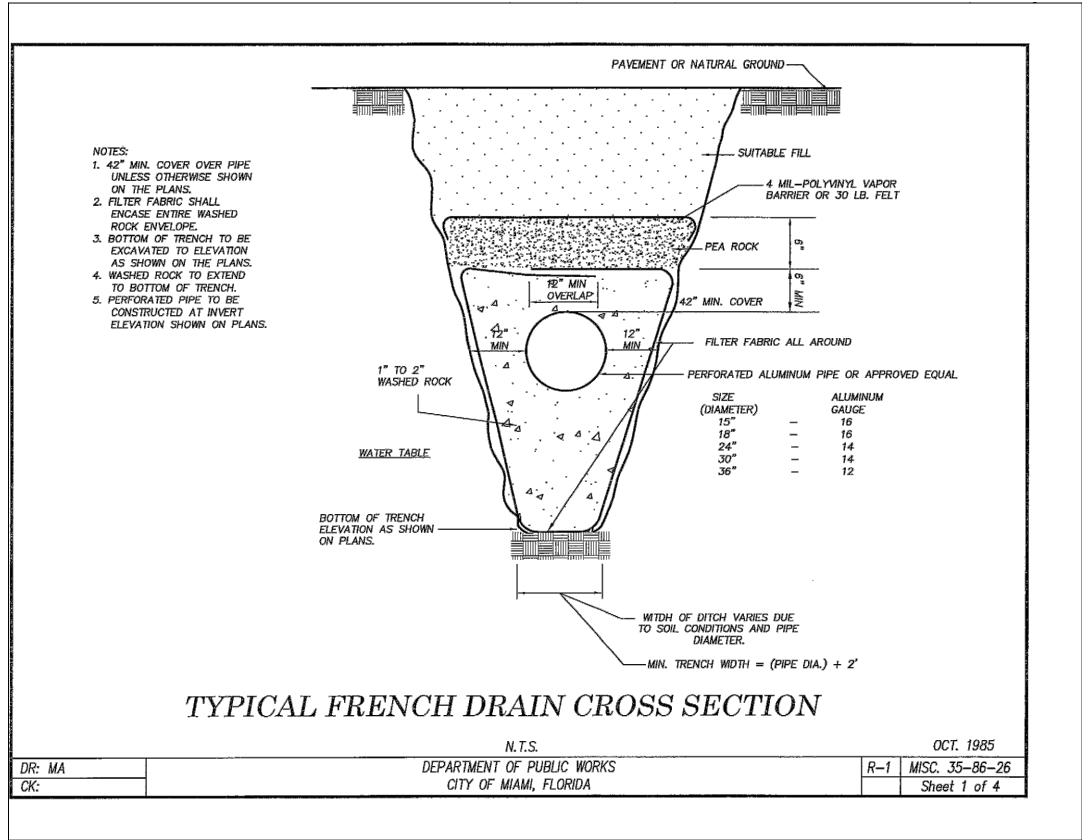 PAVEMENT OR NATURAL GROUND
NOTES:
1. 42" MIN. COVER OVER PIPE
UNLESS OTHERWISE SHOWN
ON THE PLANS.
2. FILTER FABRIC SHALL
ENCASE ENTIRE WASHED
ROCK ENVELOPE.
3. BOTTOM OF TRENCH TO BE
EXCAVATED TO ELEVATION
AS SHOWN ON THE PLANS.
4. WASHED ROCK TO EXTEND
TO BOTTOM OF TRENCH.
5. PERFORATED PIPE TO BE
CONSTRUCTED AT INVERT
ELEVATION SHOWN ON PLANS.
SUITABLE FILL
4 MIL-POLYVINYL VAPOR
BARRIER OR 30 LB. FELT
PEA ROCK
6"
6" MIN
12" MIN
OVERLAP
42" MIN. COVER
12"
MIN
12"
MIN
FILTER FABRIC ALL AROUND
1" TO 2"
WASHED ROCK
PERFORATED ALUMINUM PIPE OR APPROVED EQUAL
SIZE ALUMINUM
(DIAMETER) GAUGE
15" – 16
18" – 16
24" – 14
30" – 14
36" – 12
WATER TABLE
BOTTOM OF TRENCH
ELEVATION AS SHOWN
ON PLANS.
WITDH OF DITCH VARIES DUE
TO SOIL CONDITIONS AND PIPE
DIAMETER.
MIN. TRENCH WIDTH = (PIPE DIA.) + 2'
TYPICAL FRENCH DRAIN CROSS SECTION
N.T.S.
OCT. 1985
DR: MA
CK:
DEPARTMENT OF PUBLIC WORKS
CITY OF MIAMI, FLORIDA
R-1
MISC. 35-86-26
Sheet 1 of 4